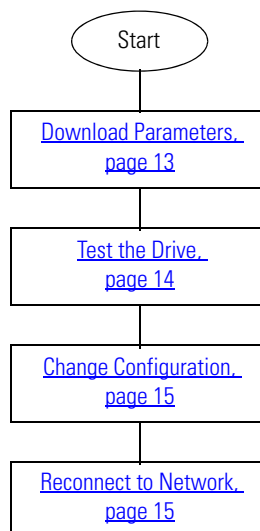 Start
Download Parameters,
page 13
Test the Drive,
page 14
Change Configuration,
page 15
Reconnect to Network,
page 15